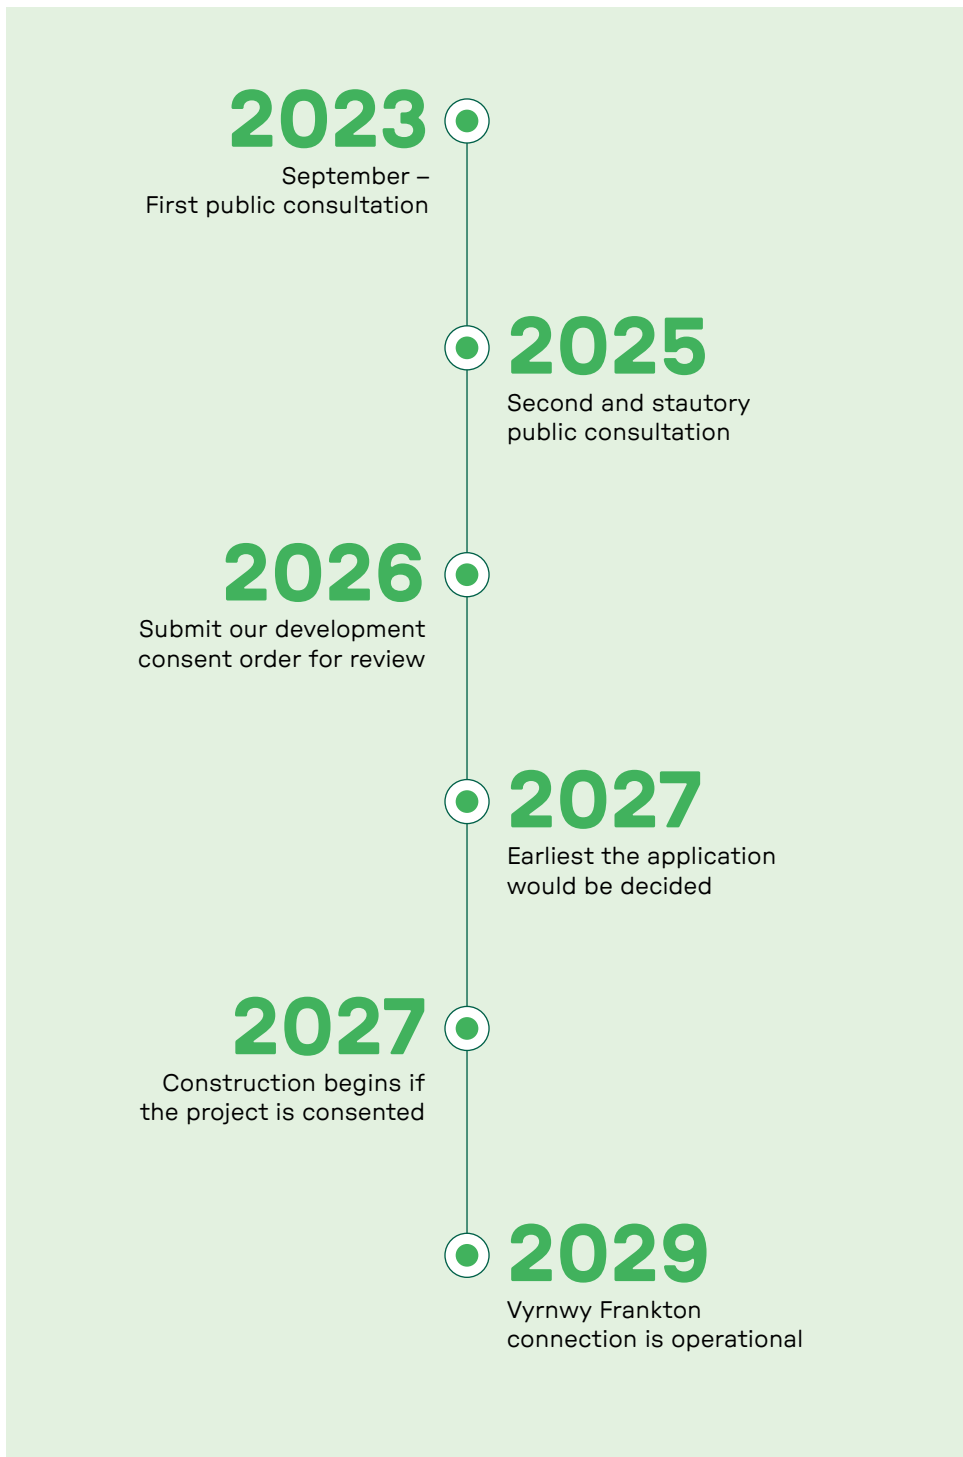 2023
September –
First public consultation
2025
Second and stautory
public consultation
2026
Submit our development
consent order for review
2027
Earliest the application
would be decided
2027
Construction begins if
the project is consented
2029
Vyrnwy Frankton
connection is operational